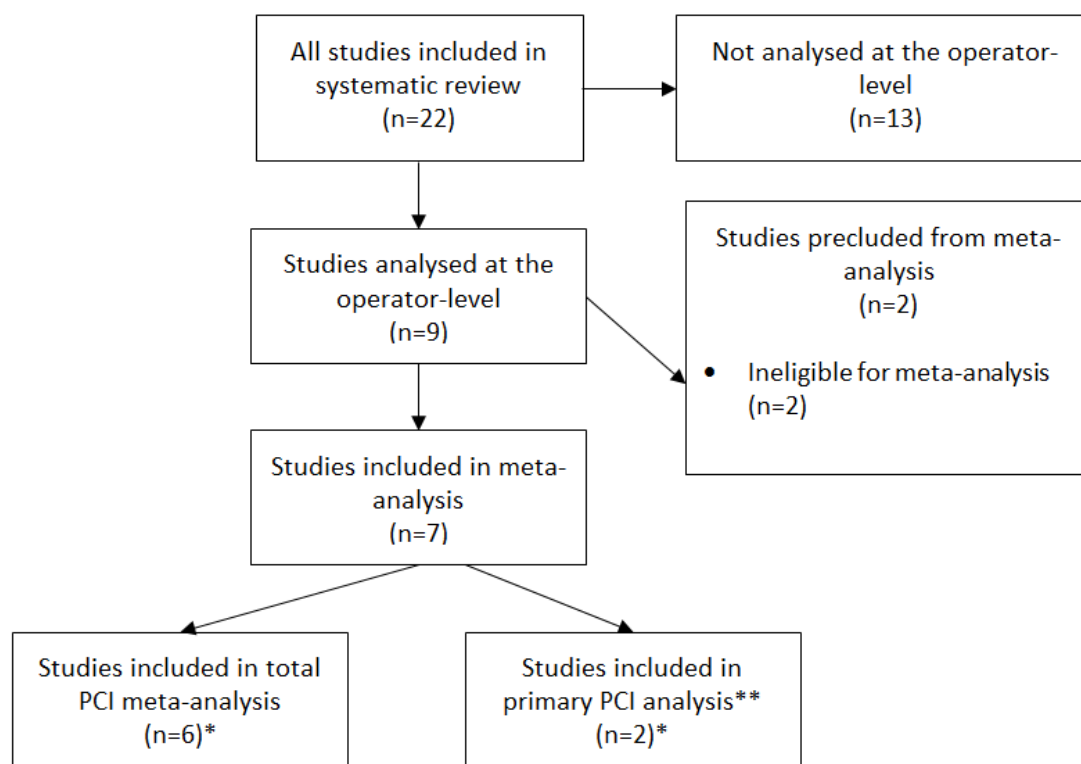 All studies included in
systematic review
(n=22)
Not analysed at the operator-
level
(n=13)
Studies analysed at the
operator-level
(n=9)
Studies precluded from meta-
analysis
(n=2)
• Ineligible for meta-analysis
(n=2)
Studies included in meta-
analysis
(n=7)
Studies included in total
PCI meta-analysis
(n=6)*
Studies included in
primary PCI analysis**
(n=2)*